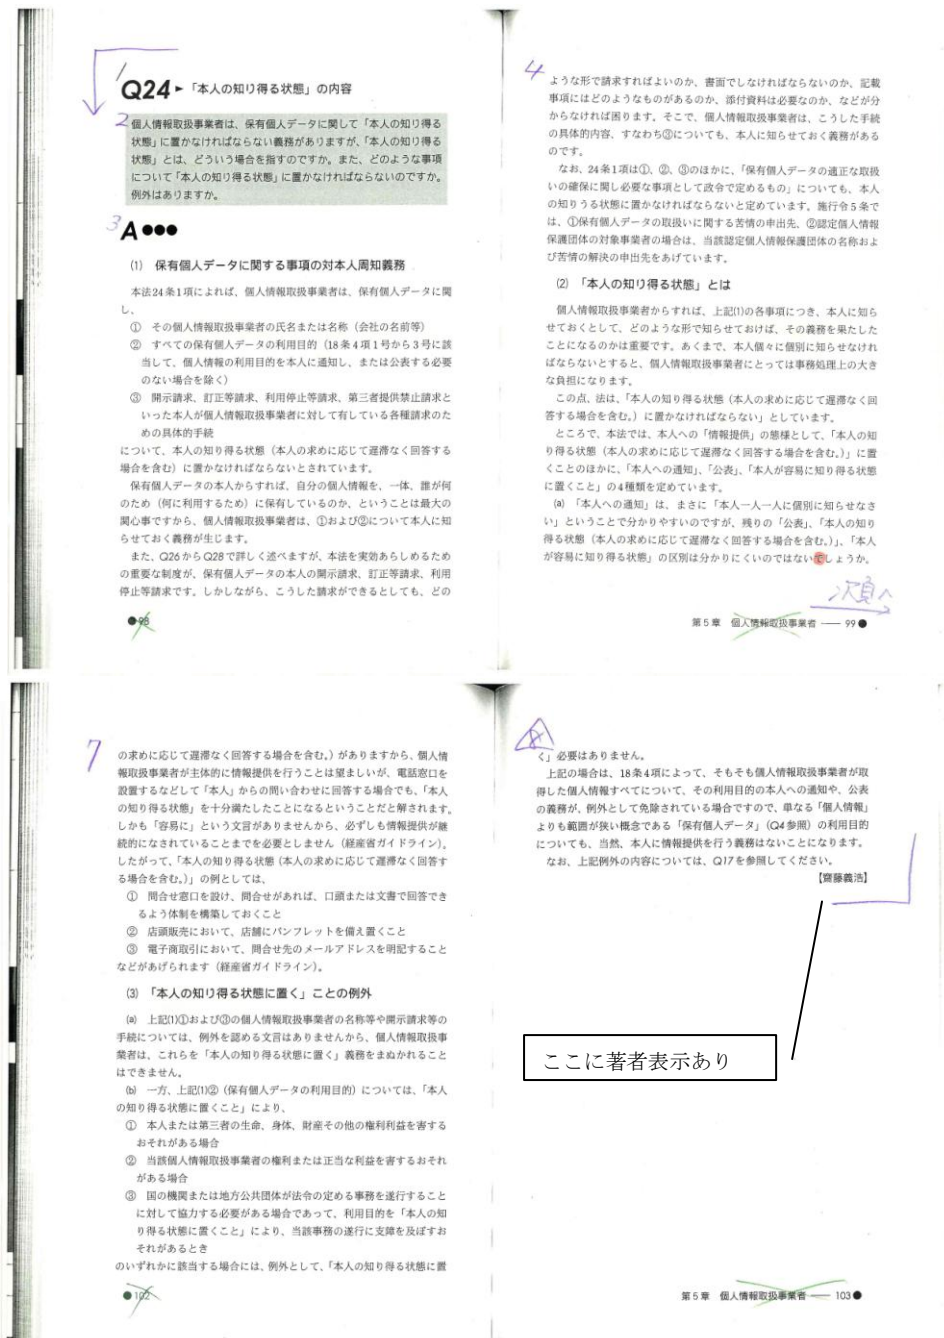 1
Q24 ►「本人の知り得る状態」の内容
2
個人情報取扱事業者は、保有個人データに関して「本人の知り得る
状態」に置かなければならない義務がありますが、「本人の知り得る
状態」とは、どういう場合を指すのですか。また、どのような事項
について「本人の知り得る状態」に置かなければならないのですか。
例外はありますか。
3
A●●●
⑴ 保有個人データに関する事項の対本人周知義務
本法24条1項によれば、個人情報取扱事業者は、保有個人データに関
し、
① その個人情報取扱事業者の氏名または名称（会社の名前等）
② すべての保有個人データの利用目的（18条4項1号から3号に該
当して、個人情報の利用目的を本人に通知し、または公表する必要
のない場合を除く）
③ 開示請求、訂正等請求、利用停止等請求、第三者提供禁止請求と
いった本人が個人情報取扱事業者に対して有している各種請求のた
めの具体的手続
について、本人の知り得る状態（本人の求めに応じて遅滞なく回答する
場合を含む）に置かなければならないとされています。
保有個人データの本人からすれば、自分の個人情報を、一体、誰が何
のため（何に利用するため）に保有しているのか、ということは最大の
関心事ですから、個人情報取扱事業者は、①および②について本人に知
らせておく義務が生じます。
また、Q26からQ28で詳しく述べますが、本法を実効あらしめるため
の重要な制度が、保有個人データの本人の開示請求、訂正等請求、利用
停止等請求です。しかしながら、こうした請求ができるとしても、どの
●98
4
ような形で請求すればよいのか、書面でしなければならないのか、記載
事項にはどのようなものがあるのか、添付資料は必要なのか、などが分
からなければ困ります。そこで、個人情報取扱事業者は、こうした手続
の具体的内容、すなわち③についても、本人に知らせておく義務がある
のです。
なお、24条1項は①、②、③のほかに、「保有個人データの適正な取扱
いの確保に関し必要な事項として政令で定めるもの」についても、本人
の知りうる状態に置かなければならないと定めています。施行令5条で
は、①保有個人データの取扱いに関する苦情の申出先、②認定個人情報
保護団体の対象事業者の場合は、当該認定個人情報保護団体の名称およ
び苦情の解決の申出先をあげています。
⑵ 「本人の知り得る状態」とは
個人情報取扱事業者からすれば、上記⑴の各事項につき、本人に知ら
せておくとして、どのような形で知らせておけば、その義務を果たした
ことになるのかは重要です。あくまで、本人個々に個別に知らせなけれ
ばならないとすると、個人情報取扱事業者にとっては事務処理上の大き
な負担になります。
この点、法は、「本人の知り得る状態（本人の求めに応じて遅滞なく回
答する場合を含む。）に置かなければならない」としています。
ところで、本法では、本人への「情報提供」の態様として、「本人の知
り得る状態（本人の求めに応じて遅滞なく回答する場合を含む。）」に置
くことのほかに、「本人への通知」、「公表」、「本人が容易に知り得る状態
に置くこと」の4種類を定めています。
⒜ 「本人への通知」は、まさに「本人一人一人に個別に知らせなさ
い」ということで分かりやすいのですが、残りの「公表」、「本人の知り
得る状態（本人の求めに応じて遅滞なく回答する場合を含む。）」、「本人
が容易に知り得る状態」の区別は分かりにくいのではないでしょうか。
次頁へ
第5章 個人情報取扱事業者 —— 99●
7
の求めに応じて遅滞なく回答する場合を含む。）がありますから、個人情
報取扱事業者が主体的に情報提供を行うことは望ましいが、電話窓口を
設置するなどして「本人」からの問い合わせに回答する場合でも、「本人
の知り得る状態」を十分満たしたことになるということだと解されます。
しかも「容易に」という文言がありませんから、必ずしも情報提供が継
続的になされていることまでを必要としません（経産省ガイドライン）。
したがって、「本人の知り得る状態（本人の求めに応じて遅滞なく回答す
る場合を含む。）」の例としては、
① 問合せ窓口を設け、問合せがあれば、口頭または文書で回答でき
るよう体制を構築しておくこと
② 店頭販売において、店舗にパンフレットを備え置くこと
③ 電子商取引において、問合せ先のメールアドレスを明記すること
などがあげられます（経産省ガイドライン）。
⑶ 「本人の知り得る状態に置く」ことの例外
⒜ 上記⑴①および③の個人情報取扱事業者の名称等や開示請求等の
手続については、例外を認める文言はありませんから、個人情報取扱事
業者は、これらを「本人の知り得る状態に置く」義務をまぬかれること
はできません。
⒝ 一方、上記⑴②（保有個人データの利用目的）については、「本人
の知り得る状態に置くこと」により、
① 本人または第三者の生命、身体、財産その他の権利利益を害する
おそれがある場合
② 当該個人情報取扱事業者の権利または正当な利益を害するおそれ
がある場合
③ 国の機関または地方公共団体が法令の定める事務を遂行すること
に対して協力する必要がある場合であって、利用目的を「本人の知
り得る状態に置くこと」により、当該事務の遂行に支障を及ぼすお
それがあるとき
のいずれかに該当する場合には、例外として、「本人の知り得る状態に置
●102
8
く」必要はありません。
上記の場合は、18条4項によって、そもそも個人情報取扱事業者が取
得した個人情報すべてについて、その利用目的の本人への通知や、公表
の義務が、例外として免除されている場合ですので、単なる「個人情報」
よりも範囲が狭い概念である「保有個人データ」（Q4参照）の利用目的
についても、当然、本人に情報提供を行う義務はないことになります。
なお、上記例外の内容については、Q17を参照してください。
【齋藤義浩】
ここに著者表示あり
第5章 個人情報取扱事業者 —— 103●